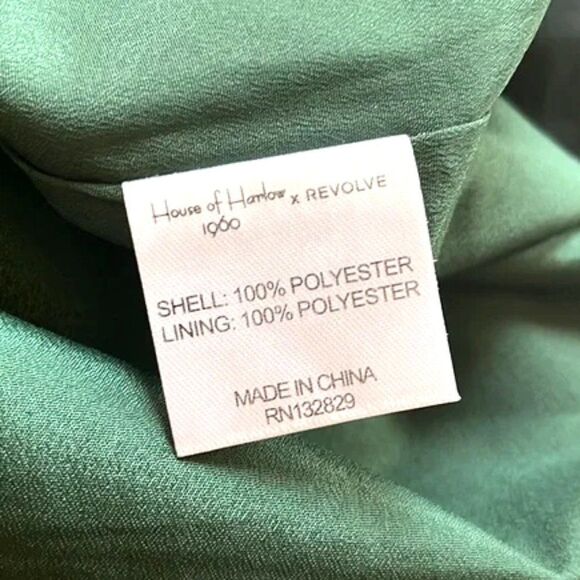 House of Harlow x REVOLVE
1960
SHELL: 100% POLYESTER
LINING: 100% POLYESTER
MADE IN CHINA
RN132829